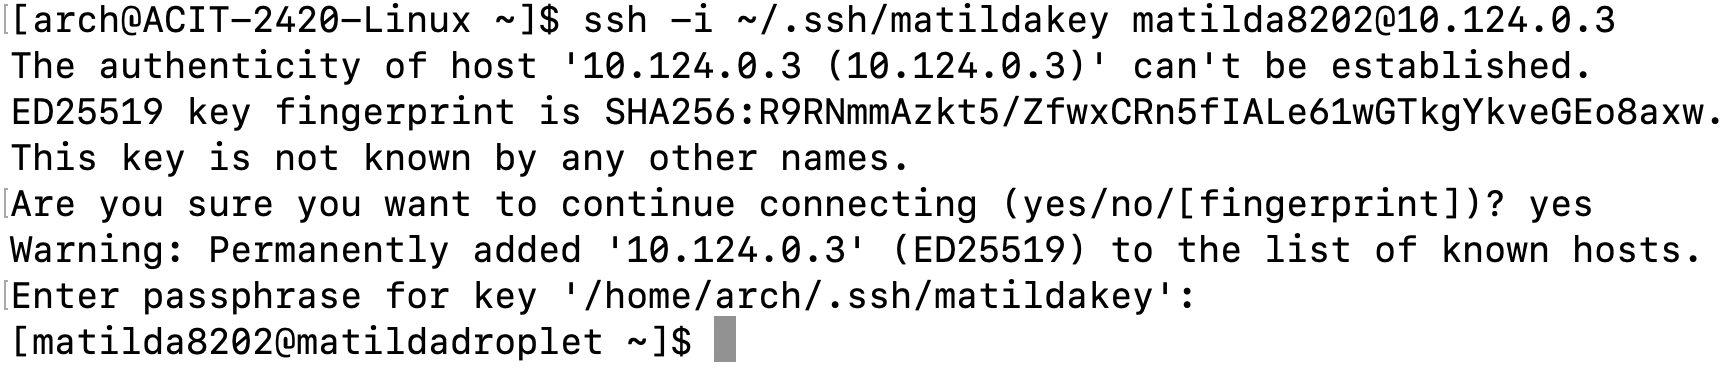 [arch@ACIT-2420-Linux ~]$ ssh -i ~/.ssh/matildakey matilda8202@10.124.0.3
The authenticity of host '10.124.0.3 (10.124.0.3)' can't be established.
ED25519 key fingerprint is SHA256:R9RNmmAzkt5/ZfwxCRn5fIALe61wGTkgYkveGEo8axw.
This key is not known by any other names.
Are you sure you want to continue connecting (yes/no/[fingerprint])? yes
Warning: Permanently added '10.124.0.3' (ED25519) to the list of known hosts.
Enter passphrase for key '/home/arch/.ssh/matildakey':
[matilda8202@matildadroplet ~]$